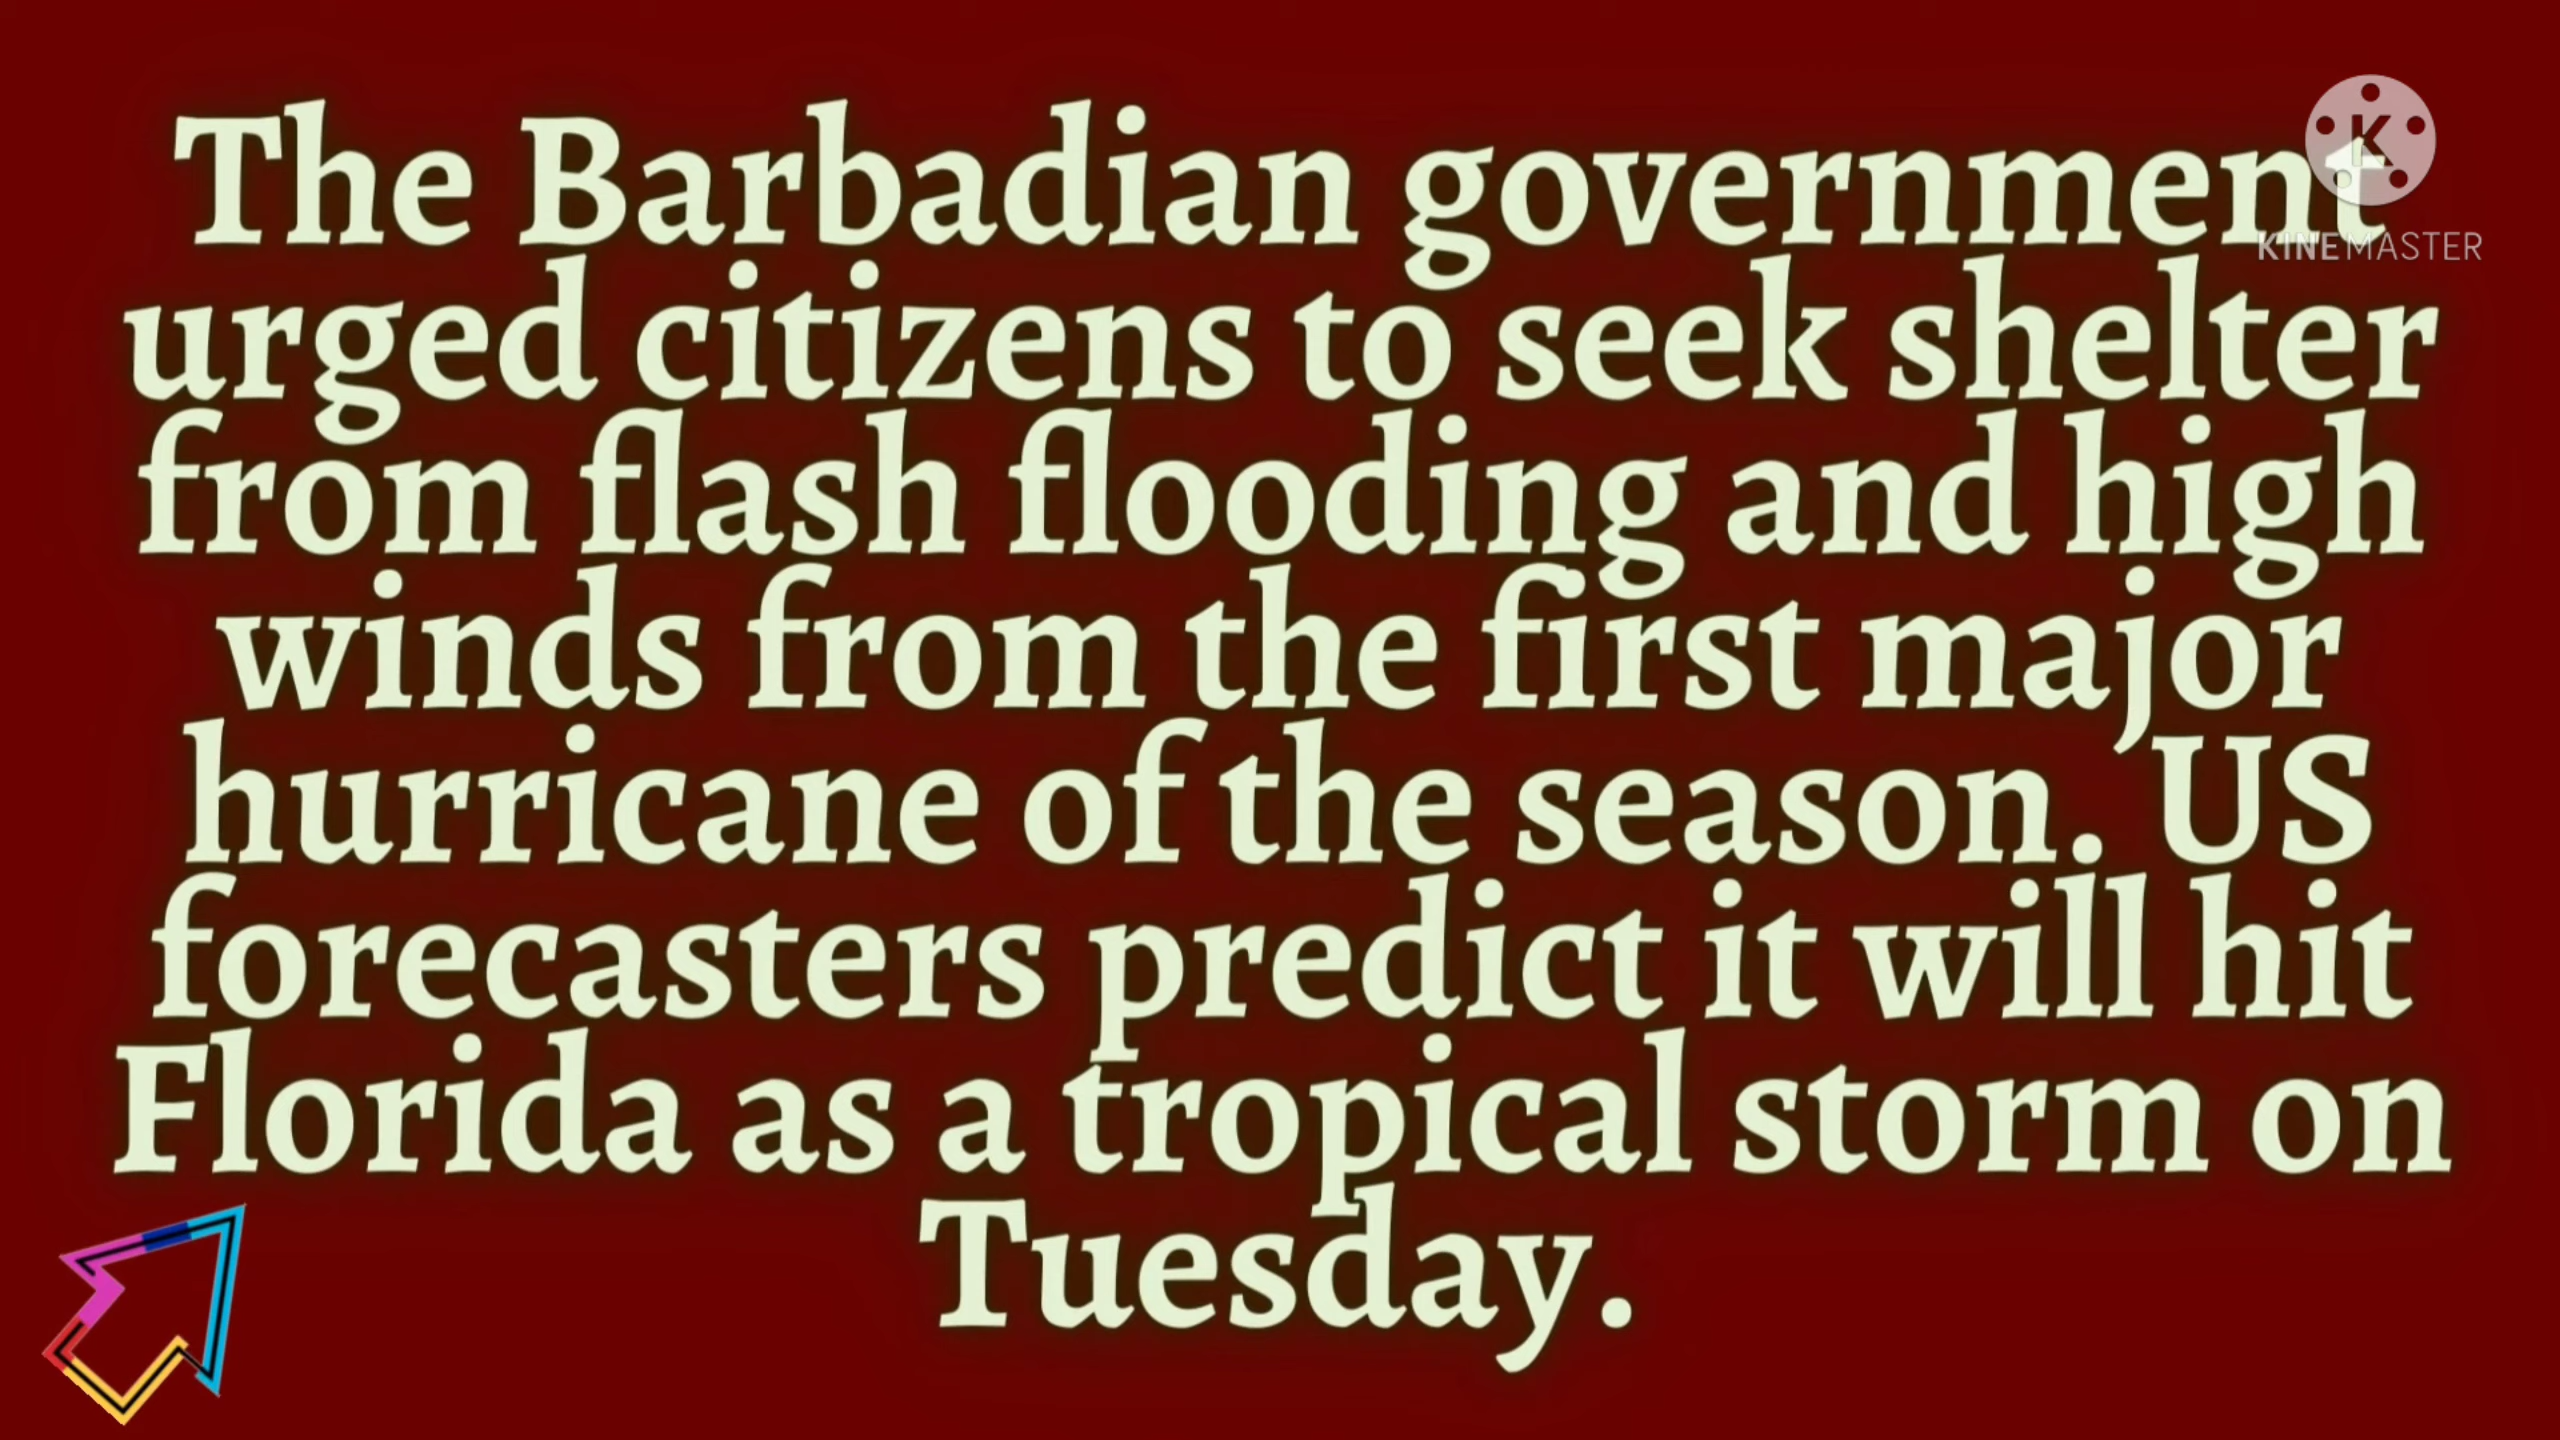 The Barbadian government
KINEMASTER
urged citizens to seek shelter
from flash flooding and high
winds from the first major
hurricane of the season. US
forecasters predict it will hit
Florida as a tropical storm on
Tuesday.